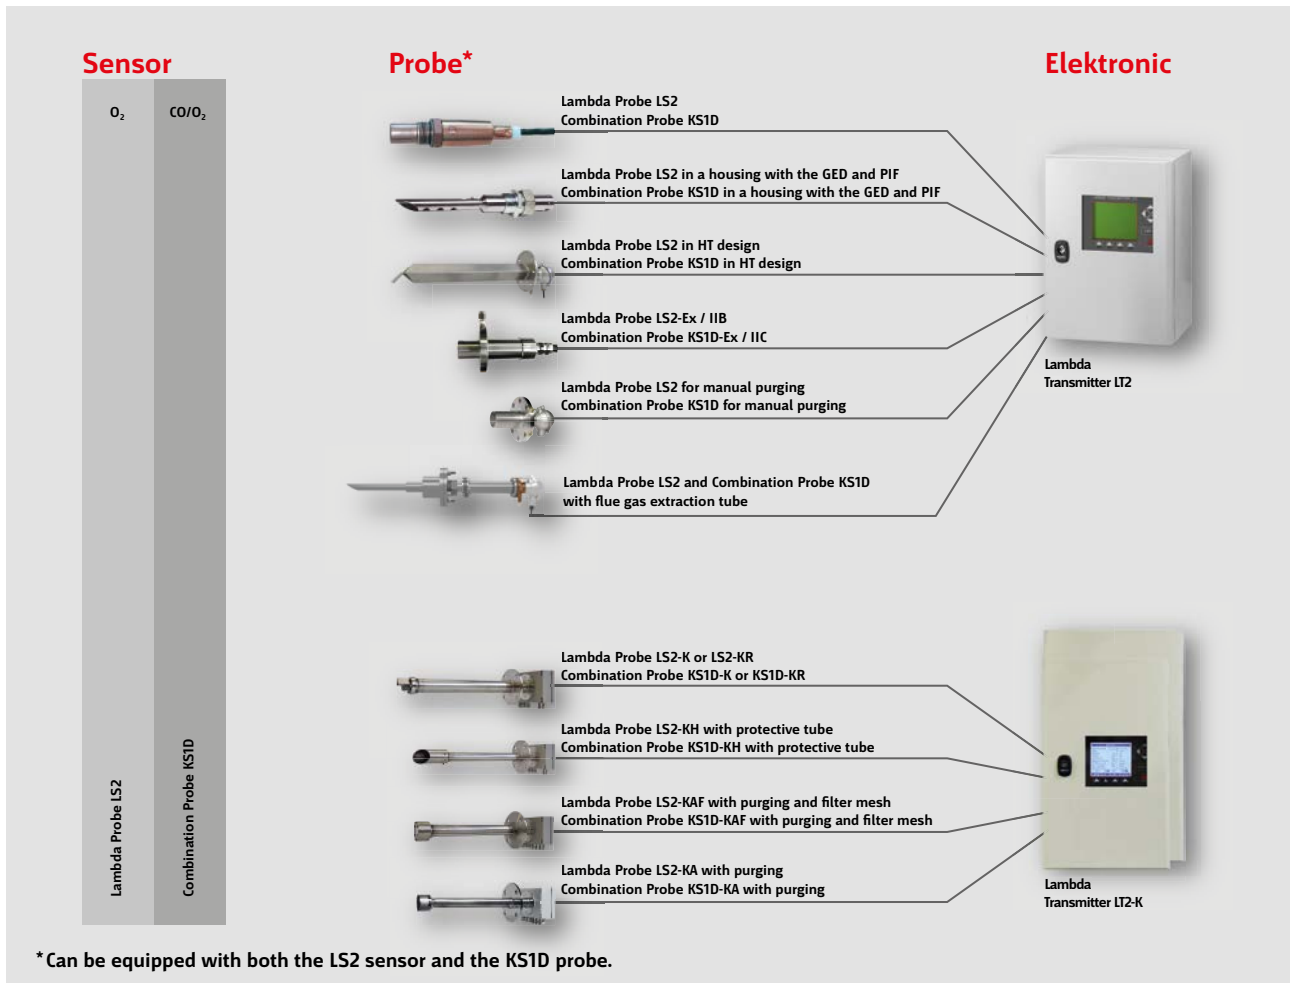 Sensor
Probe*
Elektronic
O₂
CO/O₂
Lambda Probe LS2
Combination Probe KS1D
Lambda Probe LS2
Combination Probe KS1D
Lambda Probe LS2 in a housing with the GED and PIF
Combination Probe KS1D in a housing with the GED and PIF
Lambda Probe LS2 in HT design
Combination Probe KS1D in HT design
Lambda Probe LS2-Ex / IIB
Combination Probe KS1D-Ex / IIC
Lambda Probe LS2 for manual purging
Combination Probe KS1D for manual purging
Lambda Probe LS2 and Combination Probe KS1D
with flue gas extraction tube
Lambda
Transmitter LT2
Lambda Probe LS2-K or LS2-KR
Combination Probe KS1D-K or KS1D-KR
Lambda Probe LS2-KH with protective tube
Combination Probe KS1D-KH with protective tube
Lambda Probe LS2-KAF with purging and filter mesh
Combination Probe KS1D-KAF with purging and filter mesh
Lambda Probe LS2-KA with purging
Combination Probe KS1D-KA with purging
Lambda
Transmitter LT2-K
*Can be equipped with both the LS2 sensor and the KS1D probe.